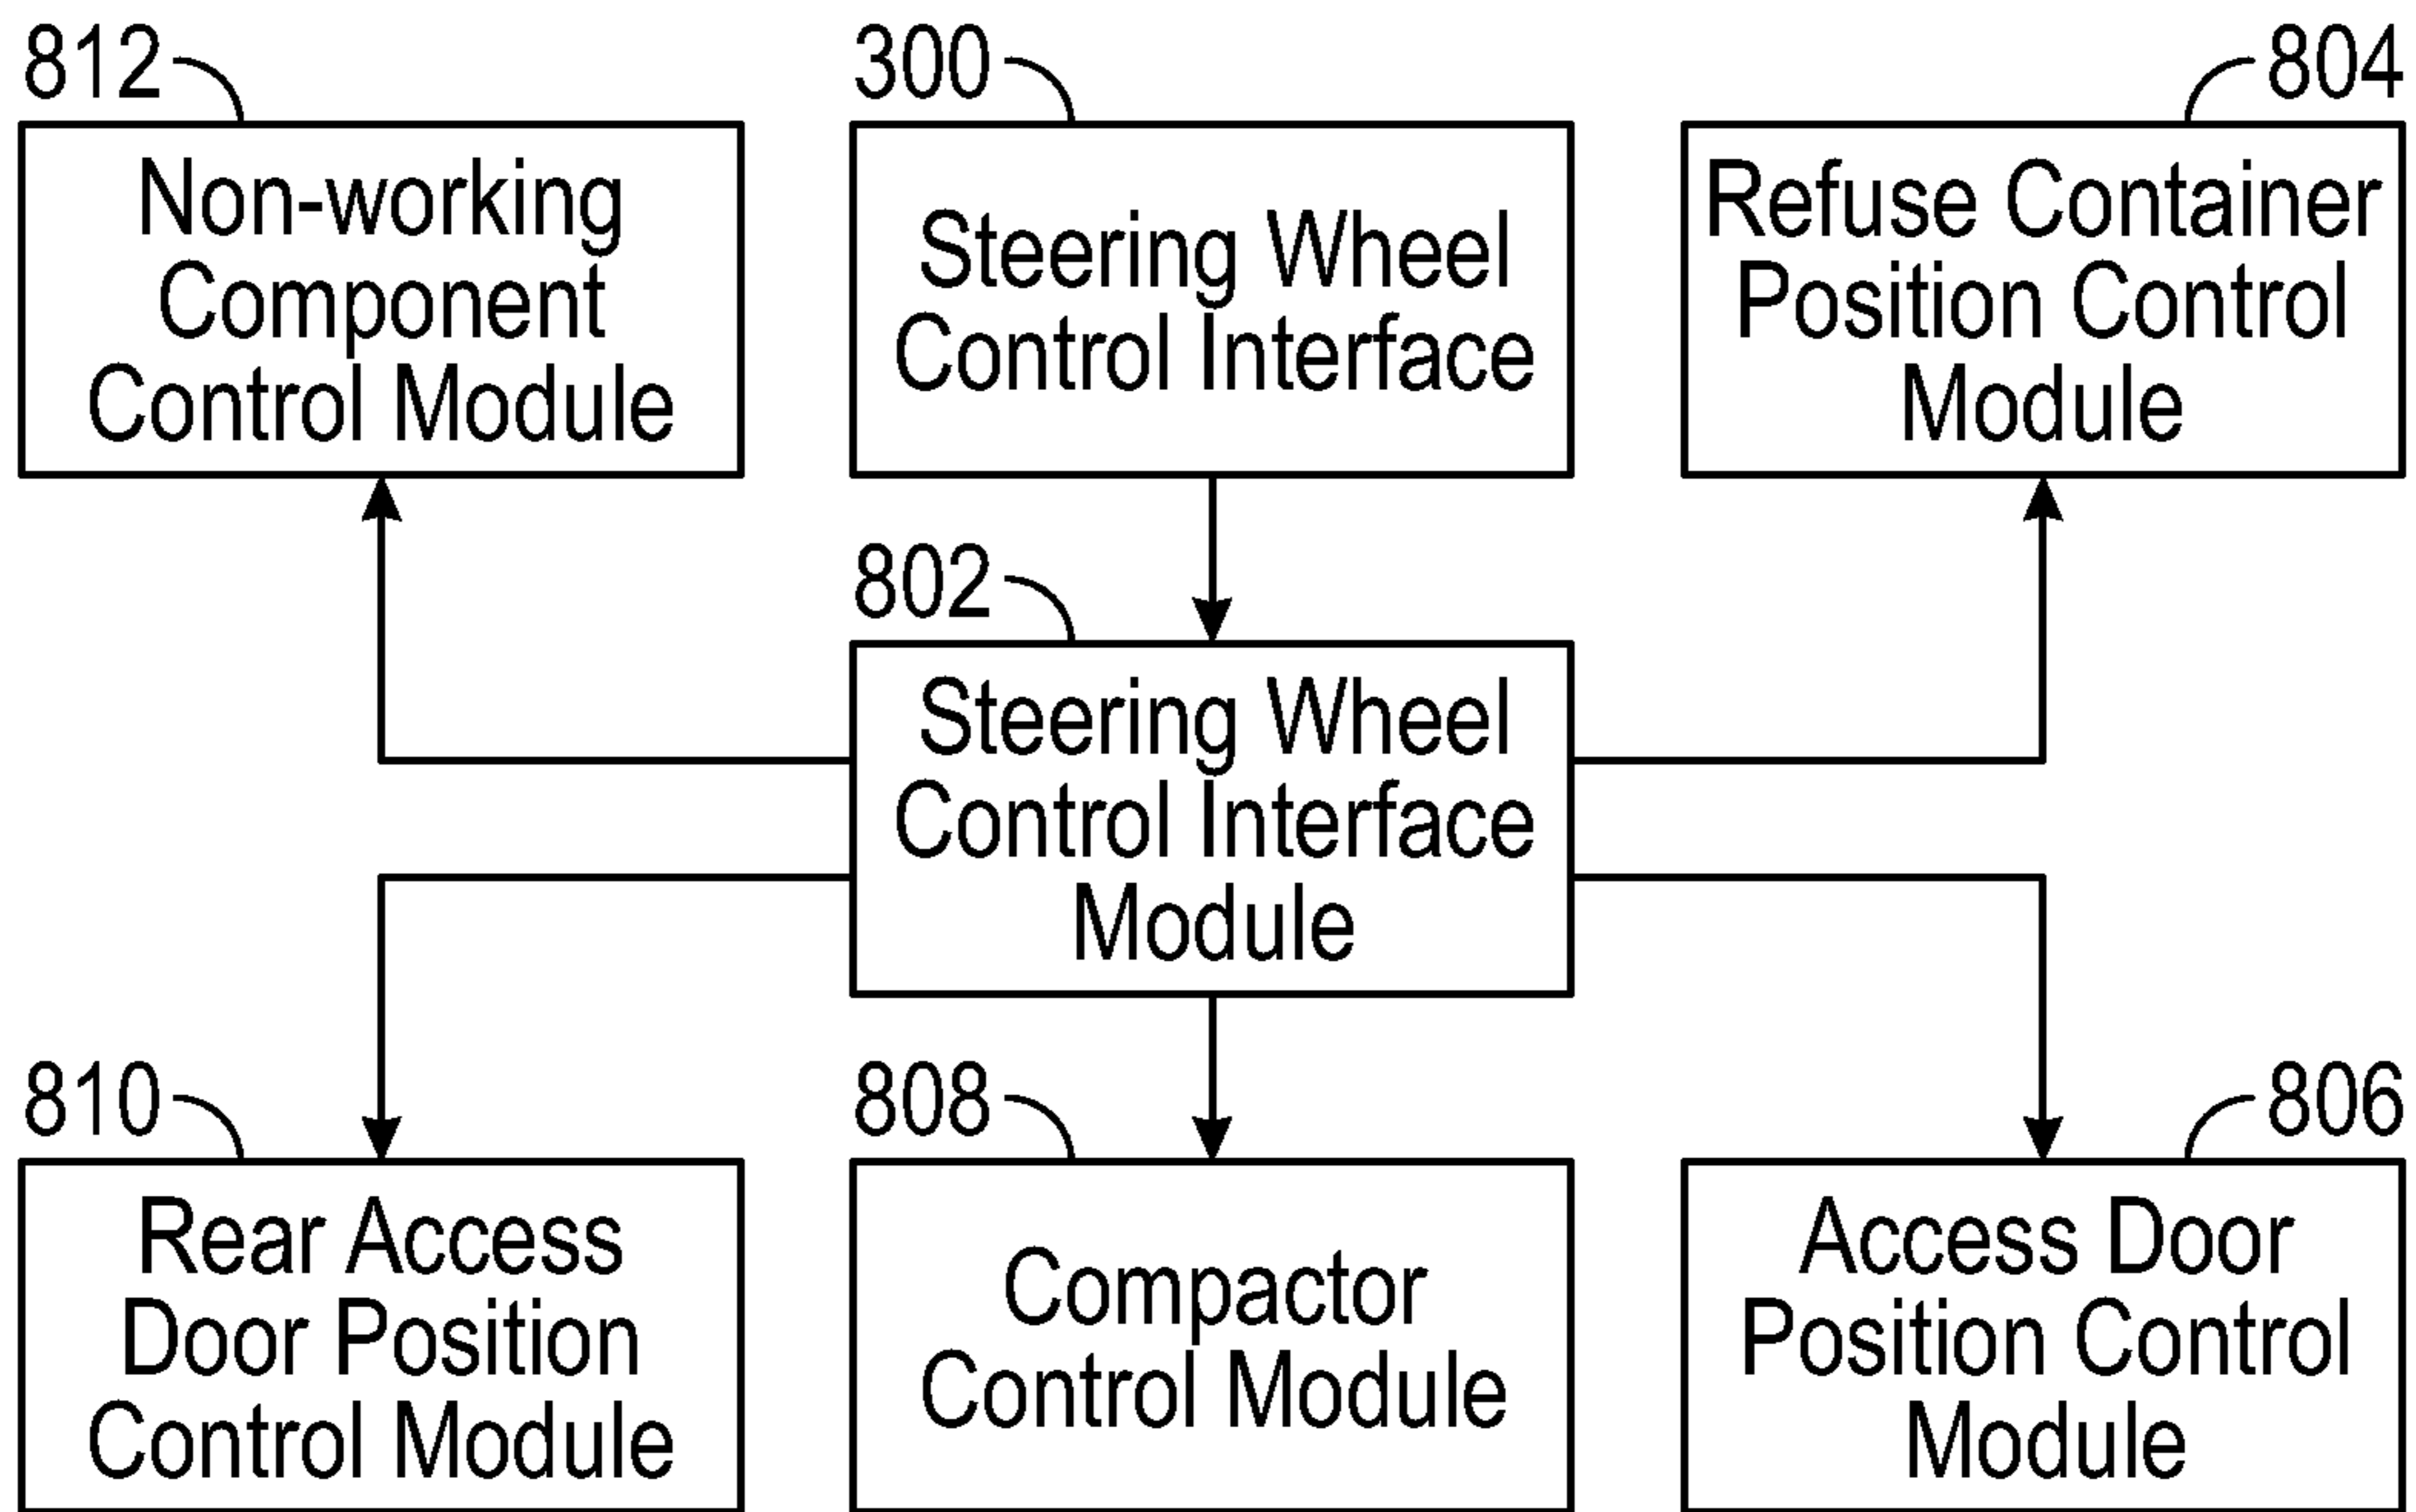 812
Non-working
Component
Control Module
300
Steering Wheel
Control Interface
804
Refuse Container
Position Control
Module
802
Steering Wheel
Control Interface
Module
810
Rear Access
Door Position
Control Module
808
Compactor
Control Module
806
Access Door
Position Control
Module